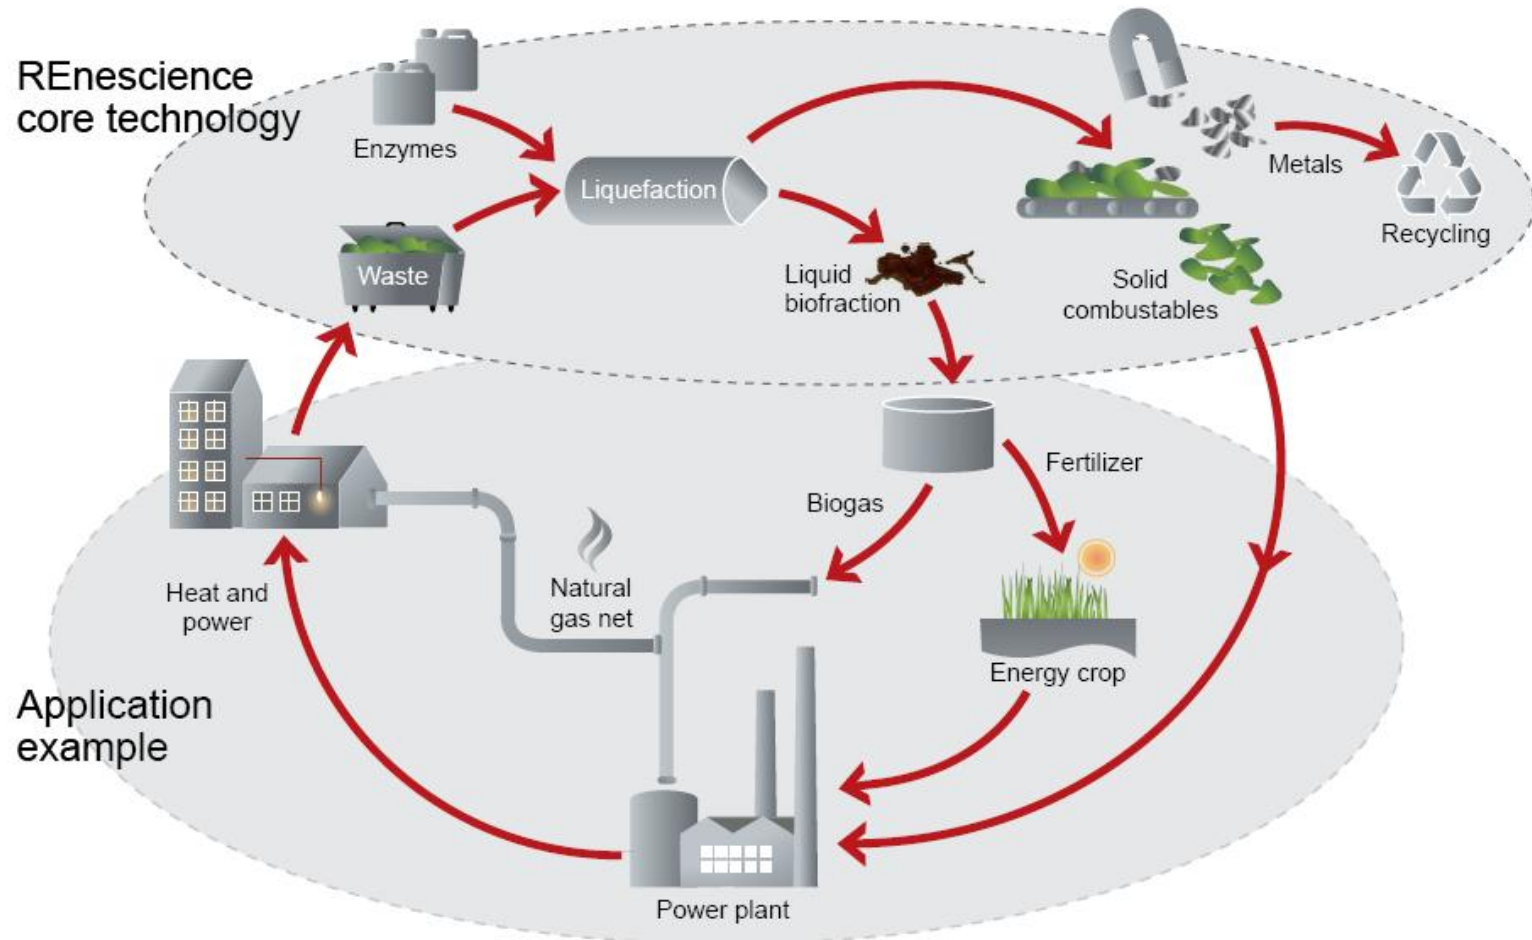 REnescience
core technology
Enzymes
Liquefaction
Metals
Recycling
Waste
Liquid
biofraction
Solid
combustables
Fertilizer
Biogas
Natural
gas net
Heat and
power
Energy crop
Application
example
Power plant